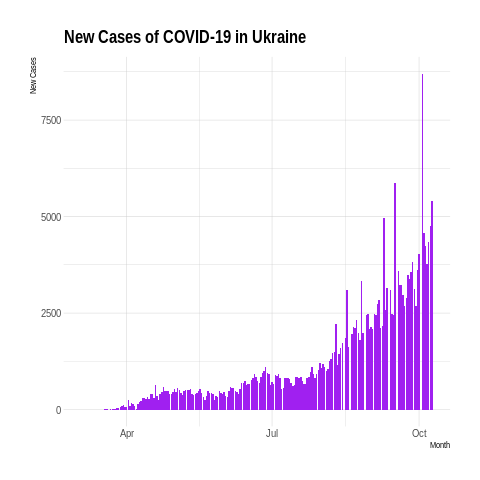 New Cases of COVID-19 in Ukraine
New Cases
7500
5000
2500
0
Apr
Jul
Oct
Month